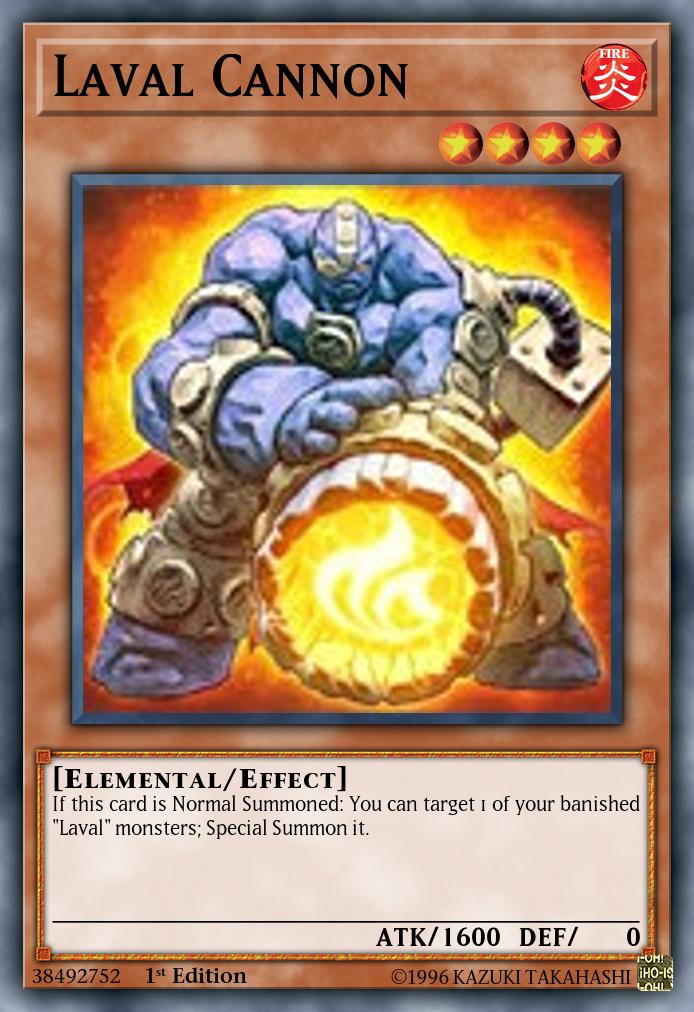 Laval Cannon
FIRE
炎
[Elemental/Effect]
If this card is Normal Summoned: You can target 1 of your banished
"Laval" monsters; Special Summon it.
ATK/1600 DEF/ 0
38492752 1st Edition ©1996 KAZUKI TAKAHASHI